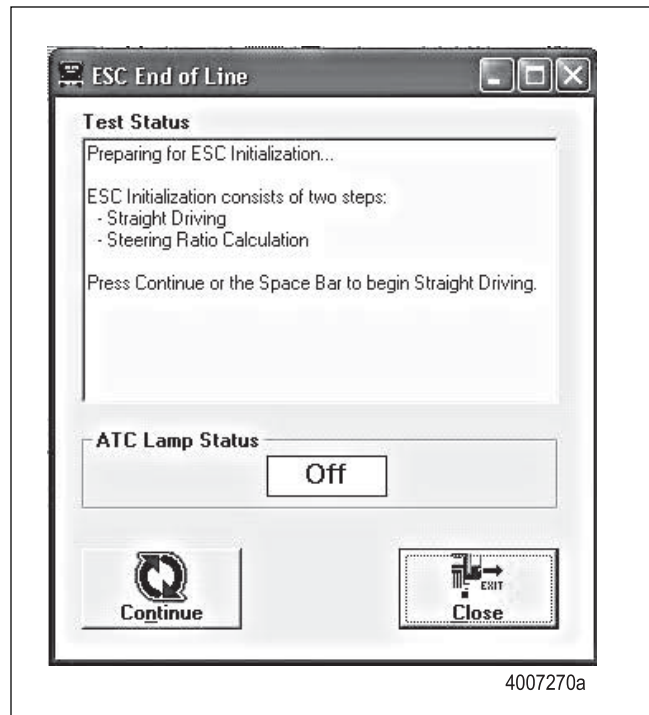 ESC End of Line
Test Status
Preparing for ESC Initialization...
ESC Initialization consists of two steps:
- Straight Driving
- Steering Ratio Calculation
Press Continue or the Space Bar to begin Straight Driving.
ATC Lamp Status
Off
EXIT
Continue
Close
4007270a